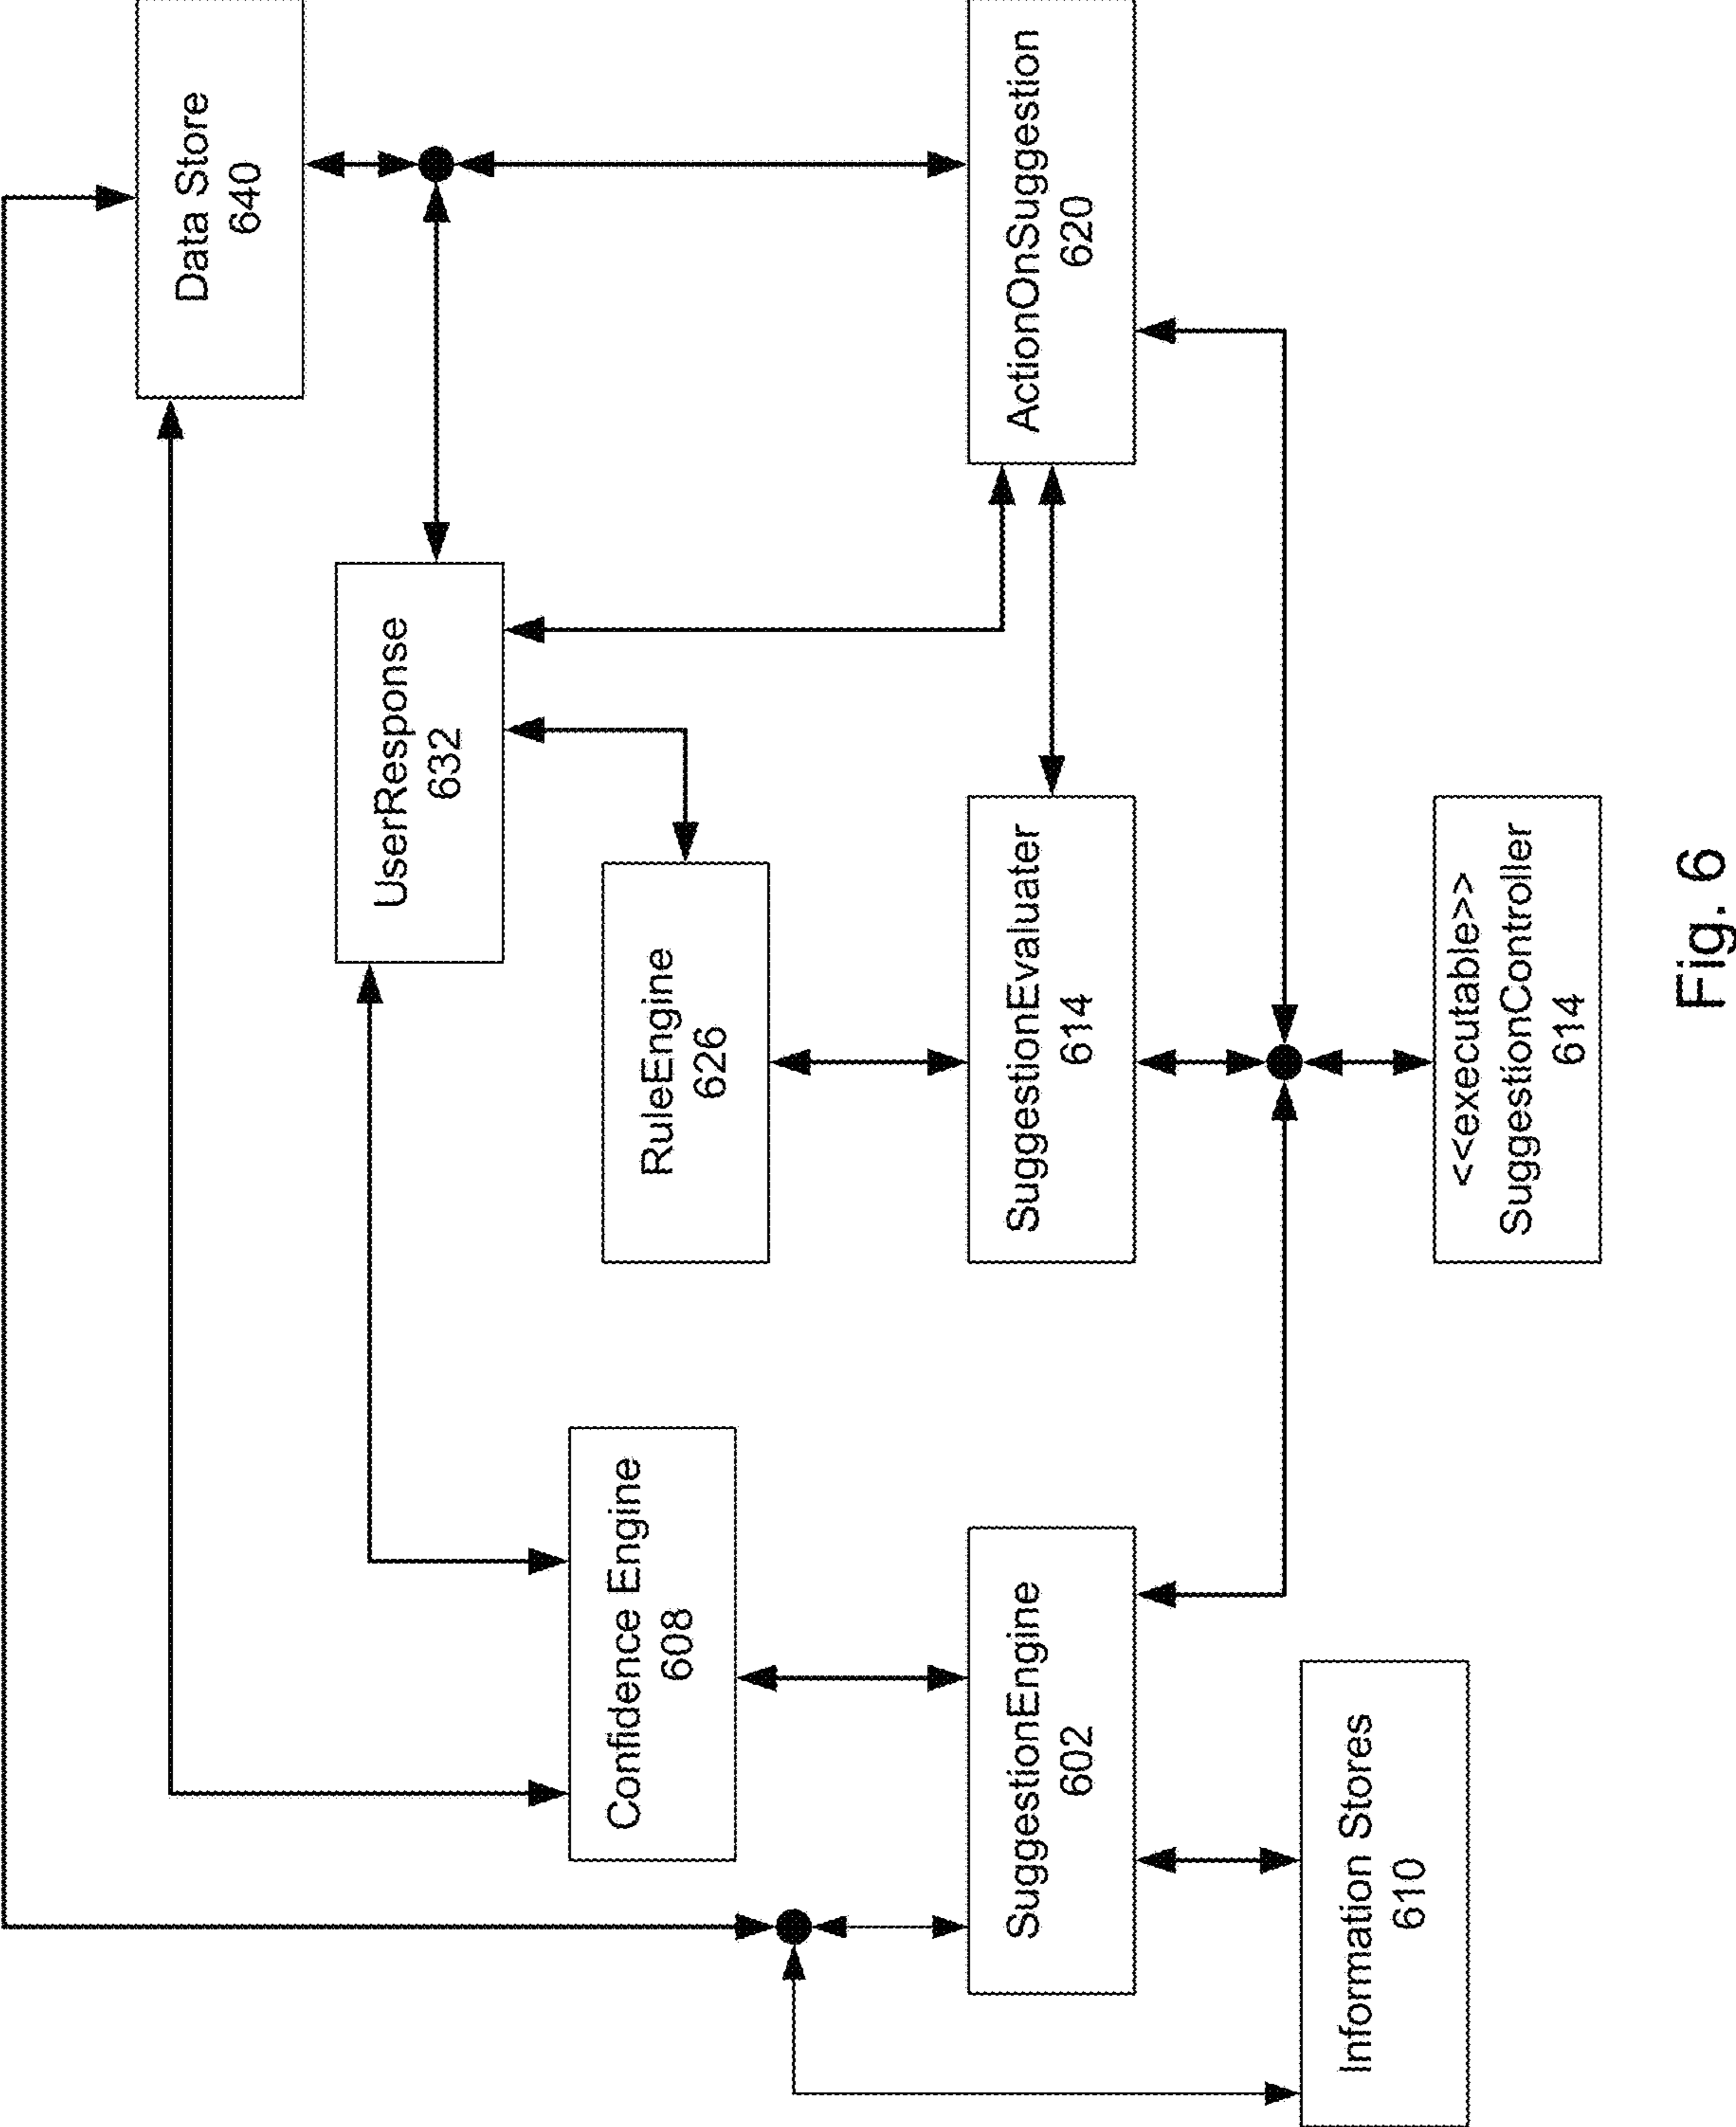 Data Store
640
UserResponse
632
Confidence Engine
608
RuleEngine
626
SuggestionEngine
602
SuggestionEvaluater
614
ActionOnSuggestion
620
Information Stores
610
<<executable>>
SuggestionController
614
Fig. 6